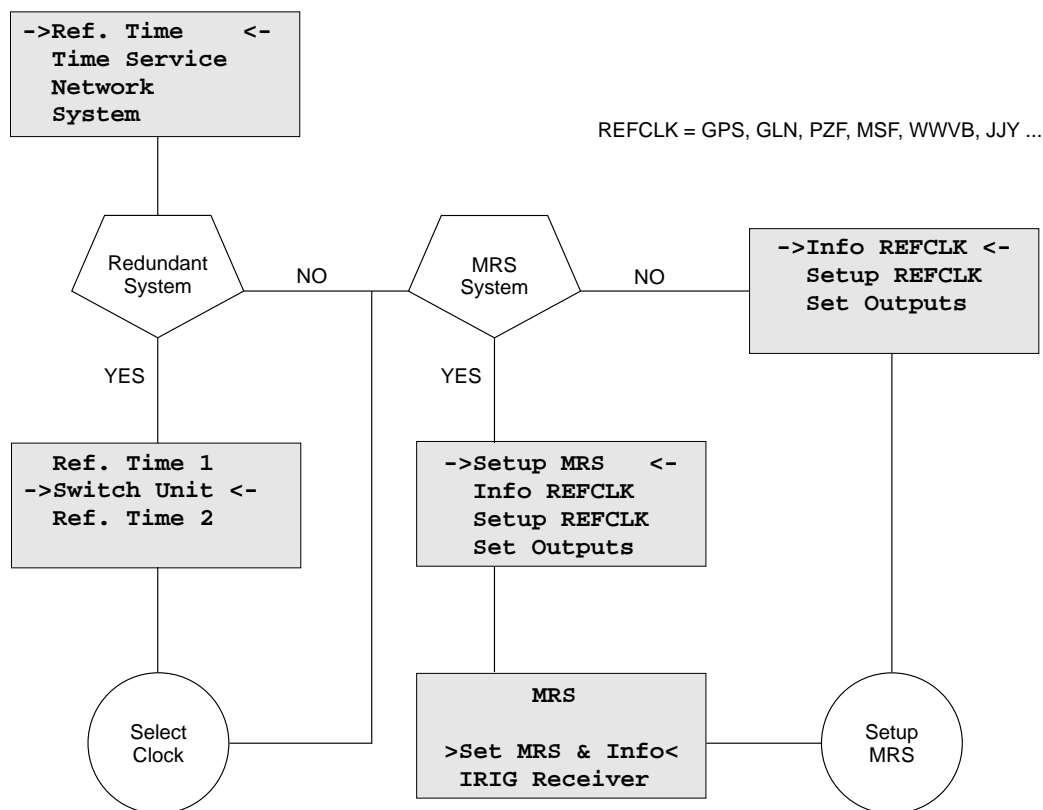 ->Ref. Time <-
Time Service
Network
System
REFCLK = GPS, GLN, PZF, MSF, WWVB, JJY ...
Redundant
System
NO
MRS
System
NO
->Info REFCLK <-
Setup REFCLK
Set Outputs
YES
YES
Ref. Time 1
->Switch Unit <-
Ref. Time 2
->Setup MRS <-
Info REFCLK
Setup REFCLK
Set Outputs
Select
Clock
MRS
>Set MRS & Info<
IRIG Receiver
Setup
MRS